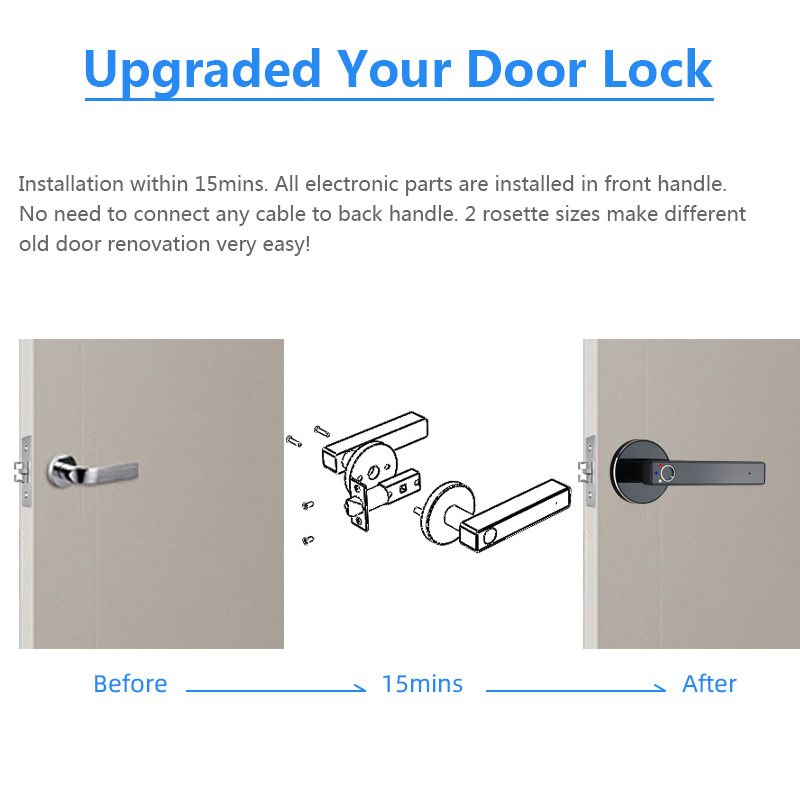 Upgraded Your Door Lock
Installation within 15mins. All electronic parts are installed in front handle.
No need to connect any cable to back handle. 2 rosette sizes make different
old door renovation very easy!
Before
15mins
After